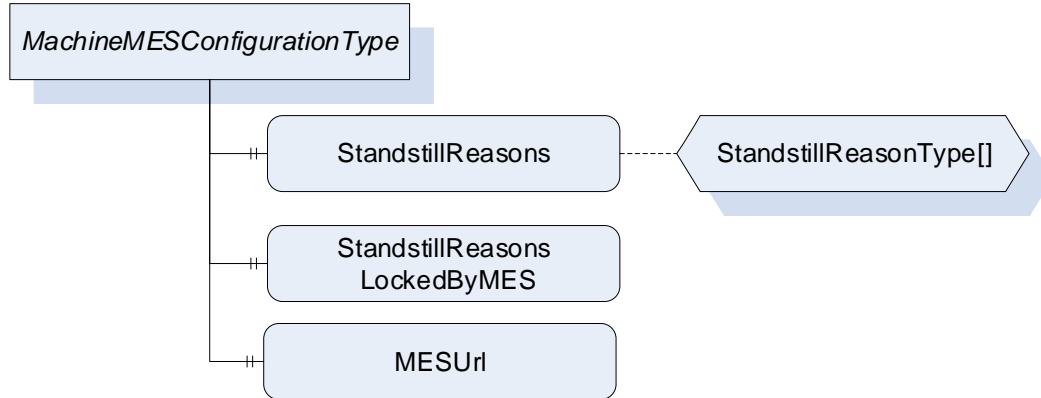 MachineMESConfigurationType
StandstillReasons
StandstillReasonType[]
StandstillReasons
LockedByMES
MESUrl